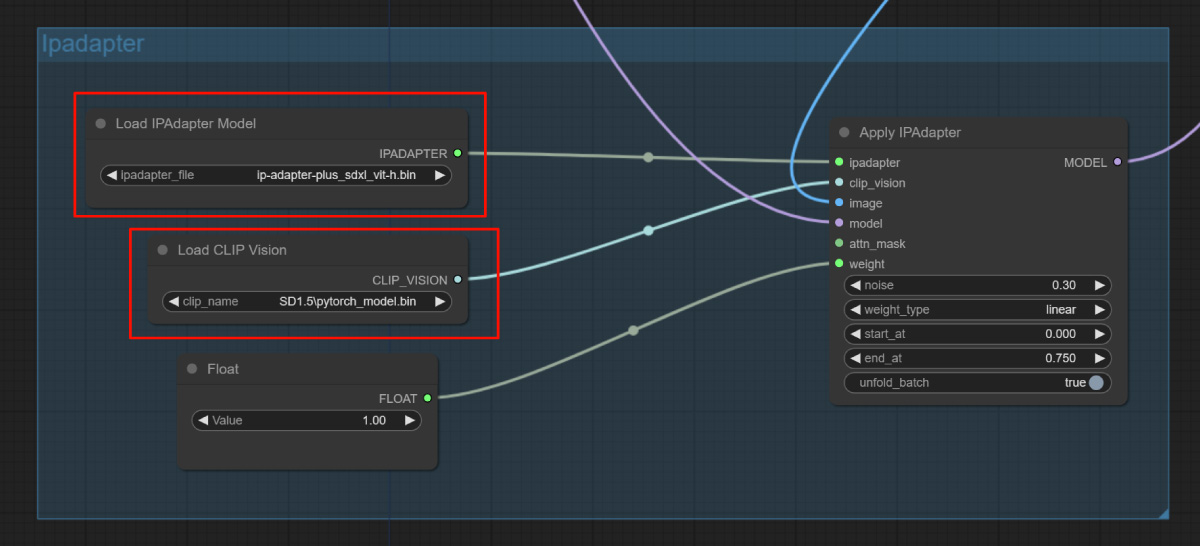 Ipadapter
Load IPAdapter Model
IPADAPTER
ipadapter_file ip-adapter-plus_sdxl_vit-h.bin
Load CLIP Vision
CLIP_VISION
clip_name SD1.5\pytorch_model.bin
Float
FLOAT
Value 1.00
Apply IPAdapter
ipadapter MODEL
clip_vision
image
model
attn_mask
weight
noise 0.30
weight_type linear
start_at 0.000
end_at 0.750
unfold_batch true